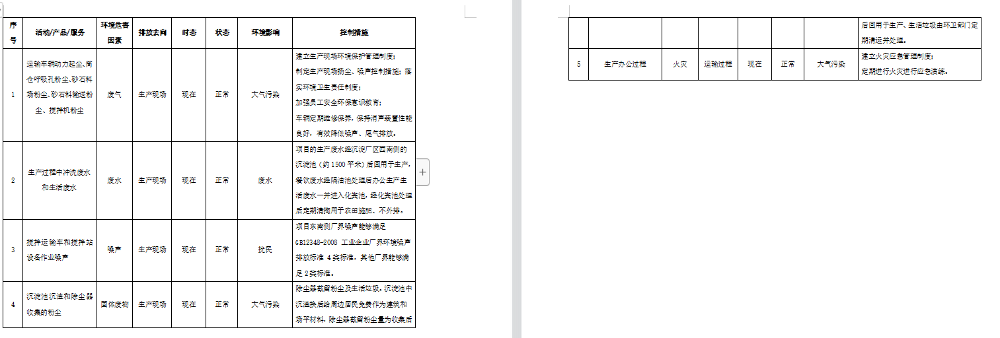 序号 活动/产品/服务 环境危害因素 排放去向 时态 状态 环境影响 控制措施
1
运输车辆动力起尘、筒
仓呼吸孔粉尘、砂石料
场粉尘、砂石料输送粉
尘、搅拌机粉尘
废气
生产现场
现在
正常
大气污染
建立生产现场环境保护管理制度；
制定生产现场扬尘、噪声控制措施；落
实环境卫生责任制度；
加强员工安全环保意识教育；
车辆定期维修保养，保持消声装置性能
良好，有效降低噪声、尾气排放。
2
生产过程中冲洗废水
和生活废水
废水
生产现场
现在
正常
废水
项目的生产废水经沉淀厂区西南侧的
沉淀池（约1500平米）后回用于生产，
餐饮废水经隔油池处理后办公生产生
活废水一并进入化粪池，经化粪池处理
后定期清掏用于农田施肥、不外排。
3
搅拌运输车和搅拌站
设备作业噪声
噪声
生产现场
现在
正常
扰民
项目东南侧厂界噪声能够满足
GB12348-2008 工业企业厂界环境噪声
排放标准 4类标准，其他厂界能够满
足2类标准。
4
沉淀池沉渣和除尘器
收集的粉尘
固体废物
生产现场
现在
正常
大气污染
除尘器截留粉尘及生活垃圾。沉淀池中
沉渣换后给周边居民免费作为建筑和
场平材料，除尘器截留粉尘量为收集后
后回用于生产、生活垃圾由环卫部门定
期清运并处理。
5
生产办公过程
火灾
运输过程
现在
正常
大气污染
建立火灾应急管理制度；
定期进行火灾进行应急演练。